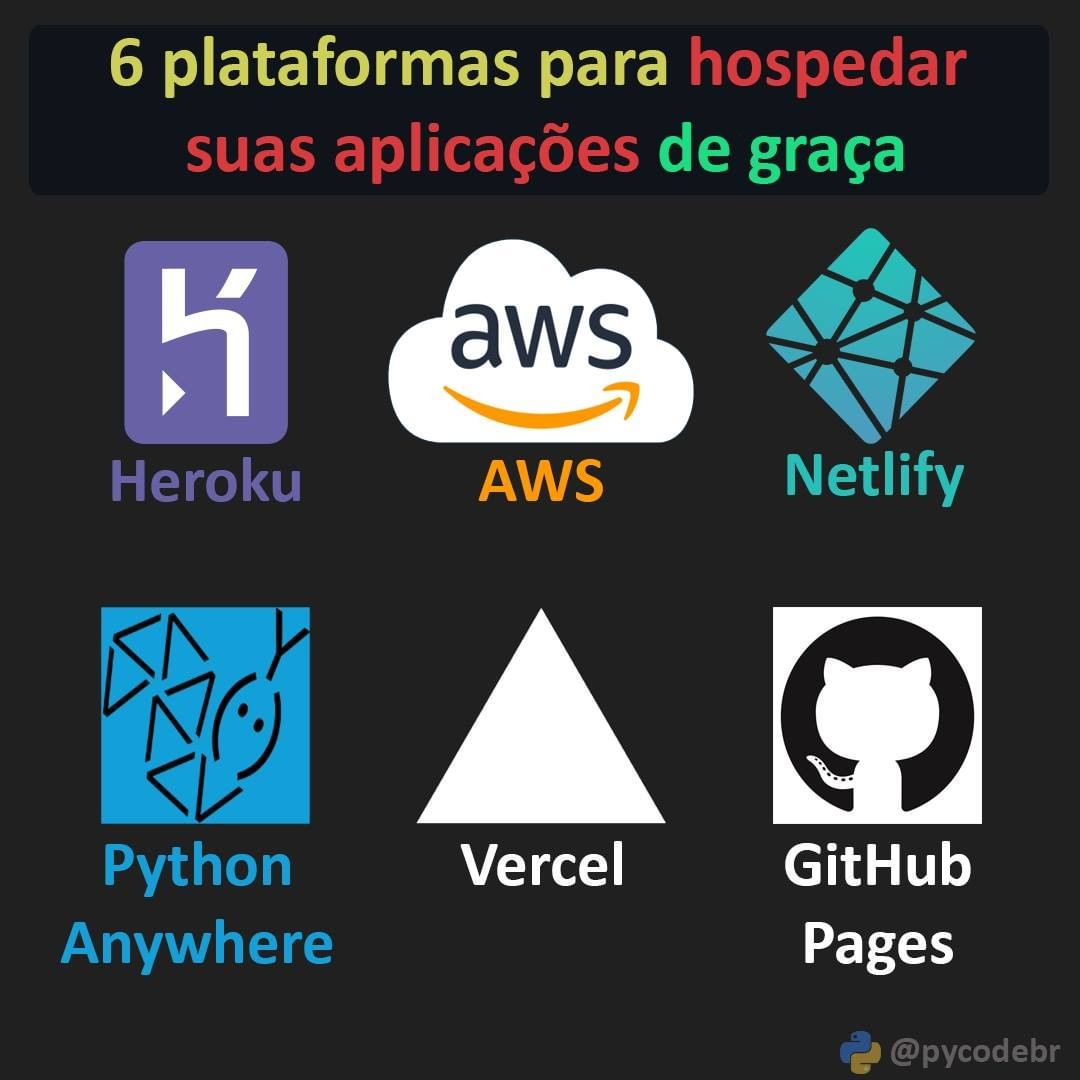 6 plataformas para hospedar
suas aplicações de graça
aws
Heroku
AWS
Netlify
Python
Anywhere
Vercel
GitHub
Pages
@pycodebr